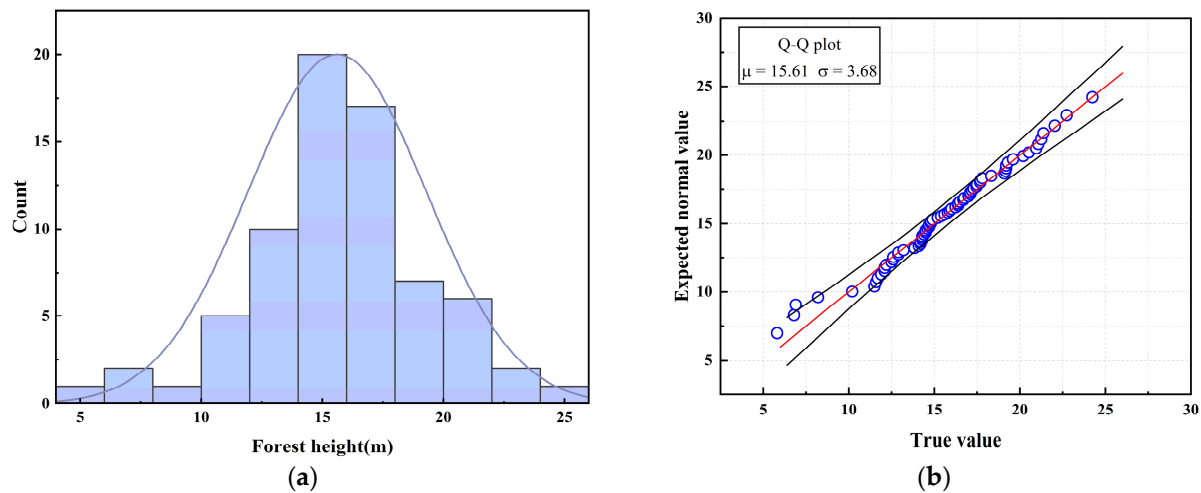 20
15
10
5
0
Count
5
10
15
20
25
Forest height(m)
(a)
30
25
20
15
10
5
Expected normal value
Q-Q plot
μ = 15.61 σ = 3.68
5
10
15
20
25
30
True value
(b)